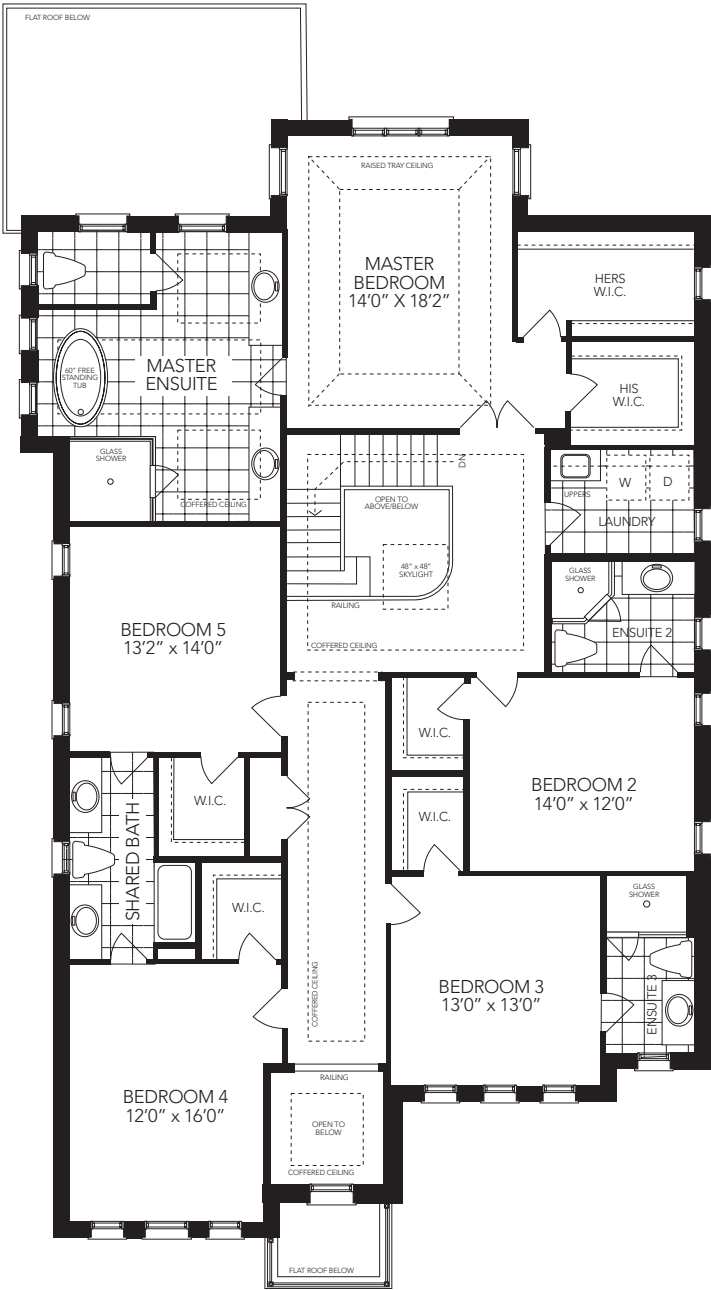 FLAT ROOF BELOW
RAISED TRAY CEILING
MASTER
BEDROOM
14'0" X 18'2"
HERS
W.I.C.
HIS
W.I.C.
60" FREE
STANDING
TUB
MASTER
ENSUITE
GLASS
SHOWER
COFFERED CEILING
DN
OPEN TO
ABOVE/BELOW
48" x 48"
SKYLIGHT
RAILING
COFFERED CEILING
UPPERS
W
D
LAUNDRY
GLASS
SHOWER
ENSUITE 2
BEDROOM 5
13'2" x 14'0"
W.I.C.
BEDROOM 2
14'0" x 12'0"
W.I.C.
W.I.C.
SHARED BATH
W.I.C.
GLASS
SHOWER
ENSUITE 3
BEDROOM 3
13'0" x 13'0"
COFFERED CEILING
BEDROOM 4
12'0" x 16'0"
RAILING
OPEN TO
BELOW
COFFERED CEILING
FLAT ROOF BELOW